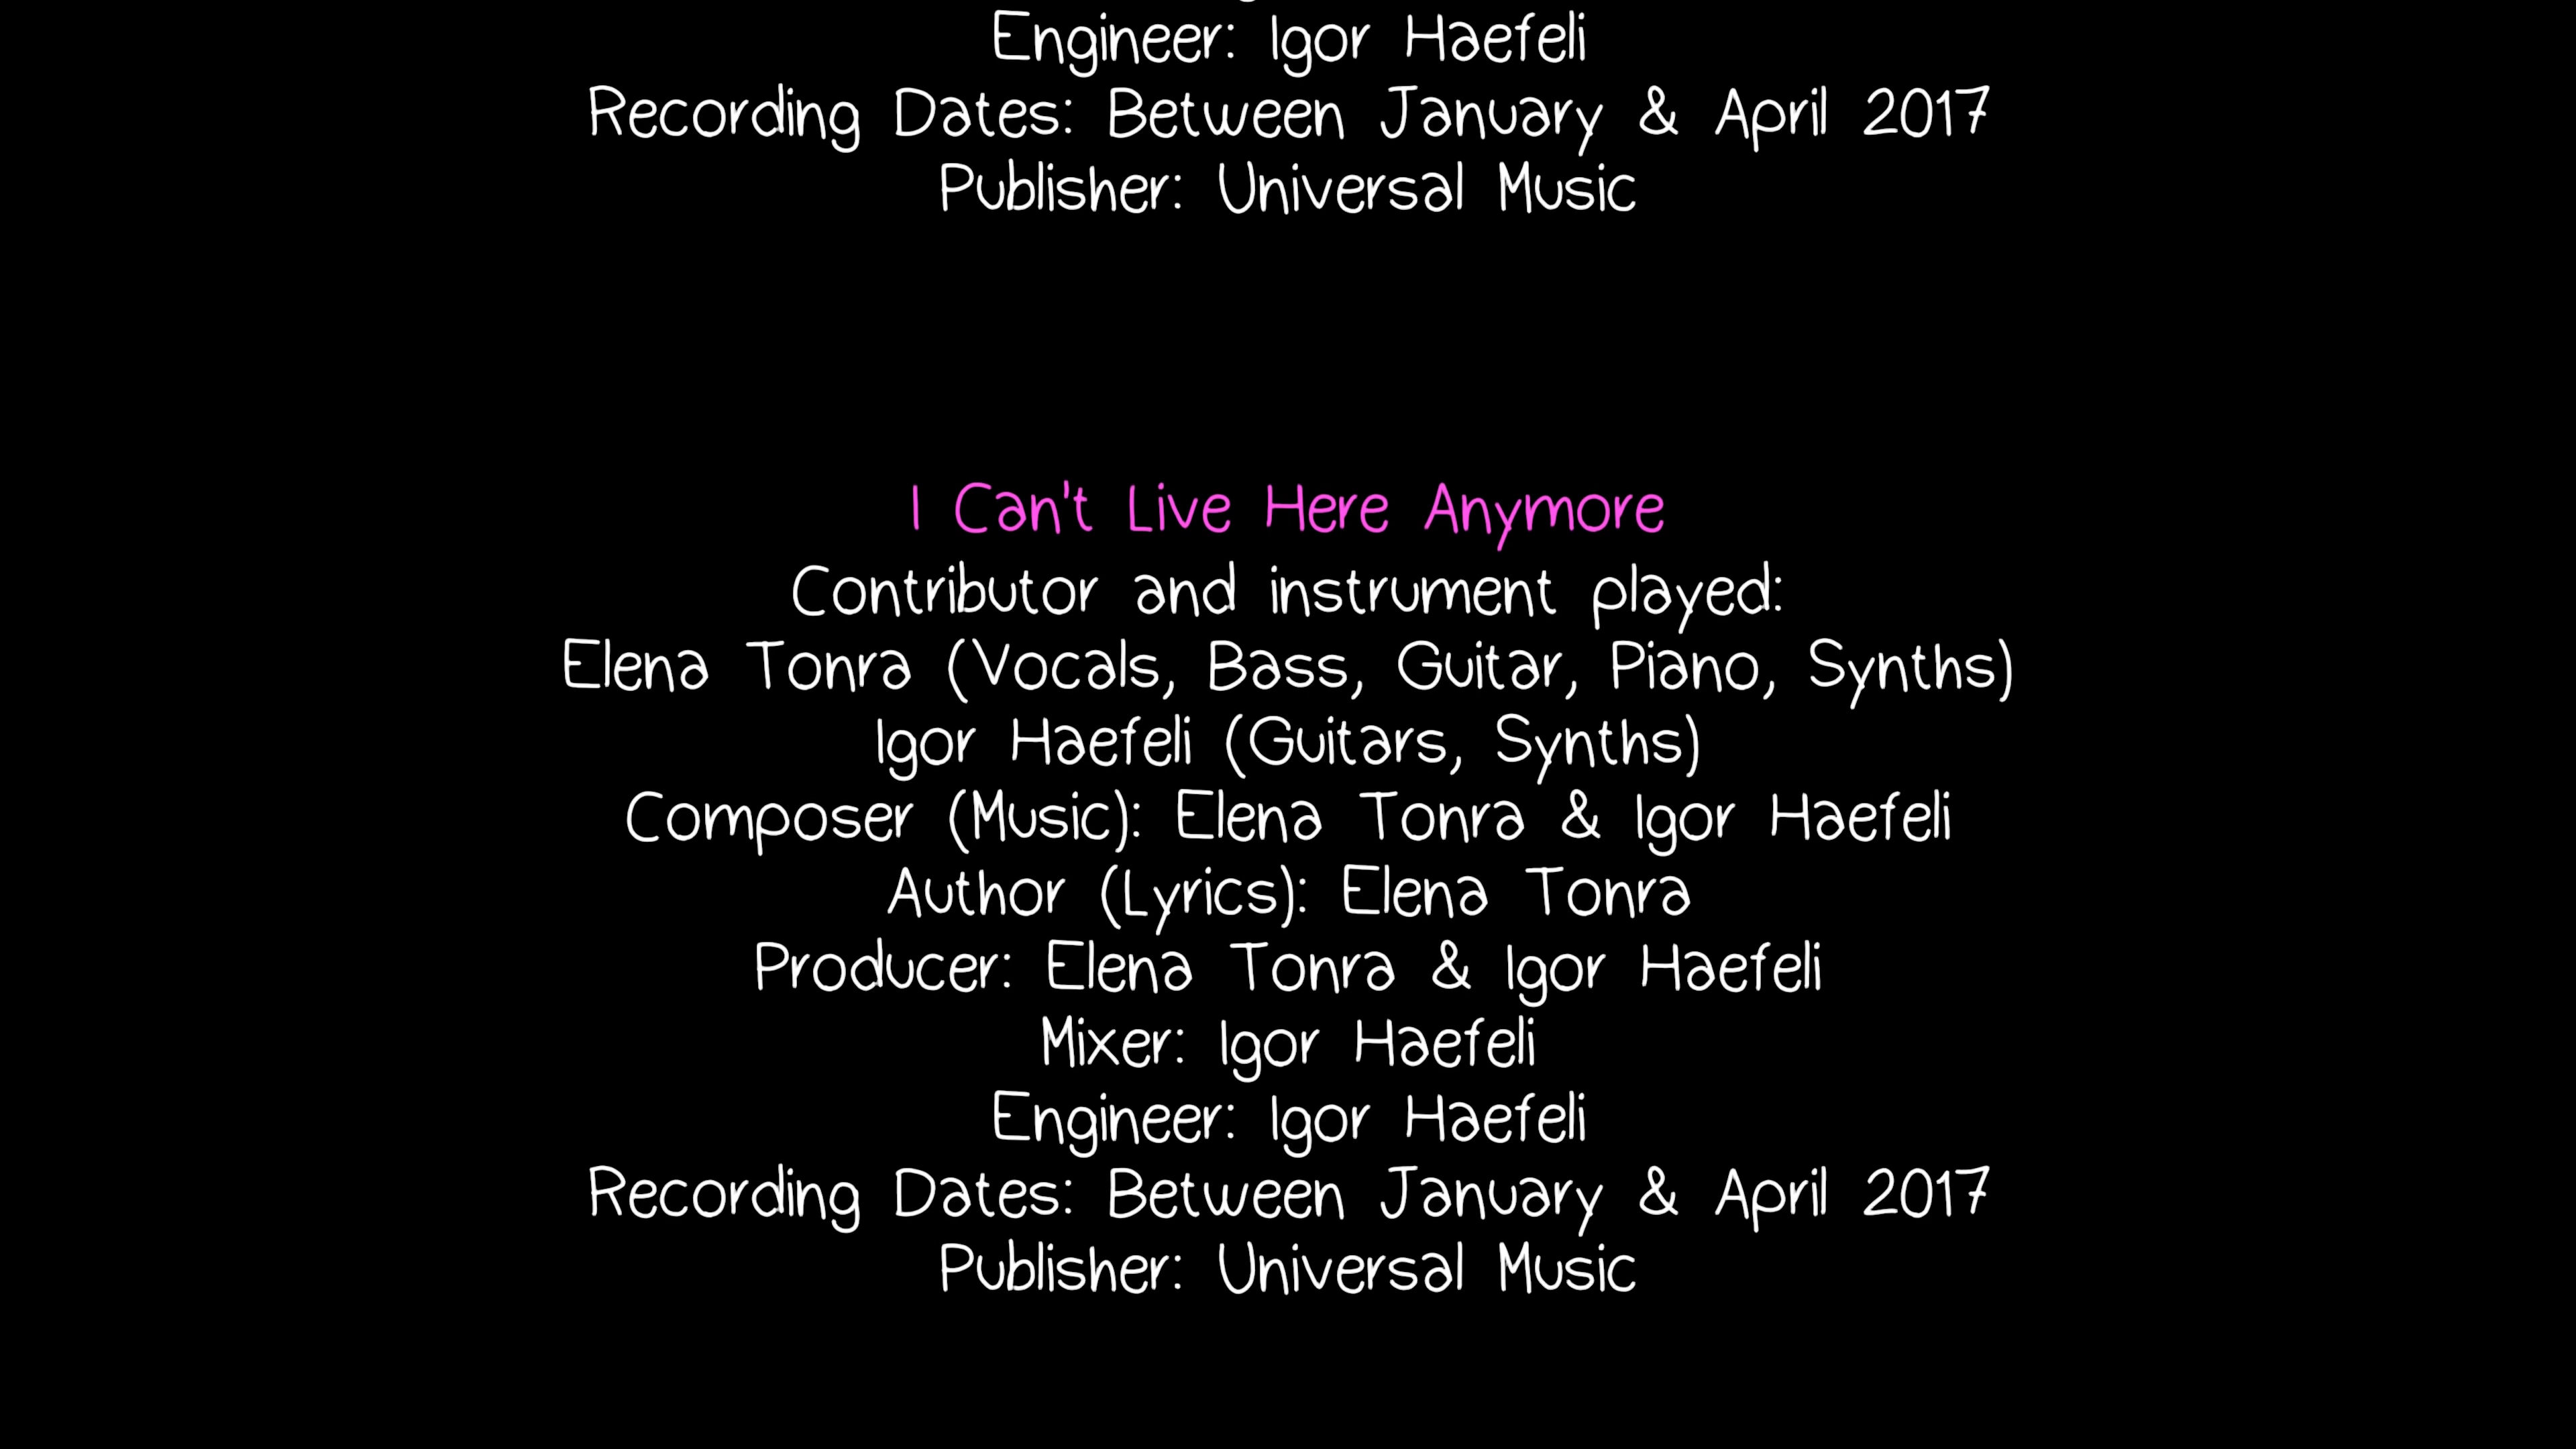 Engineer: Igor Haefeli
Recording Dates: Between January & April 2017
Publisher: Universal Music
I Can't Live Here Anymore
Contributor and instrument played:
Elena Tonra (Vocals, Bass, Guitar, Piano, Synths)
Igor Haefeli (Guitars, Synths)
Composer (Music): Elena Tonra & Igor Haefeli
Author (Lyrics): Elena Tonra
Producer: Elena Tonra & Igor Haefeli
Mixer: Igor Haefeli
Engineer: Igor Haefeli
Recording Dates: Between January & April 2017
Publisher: Universal Music